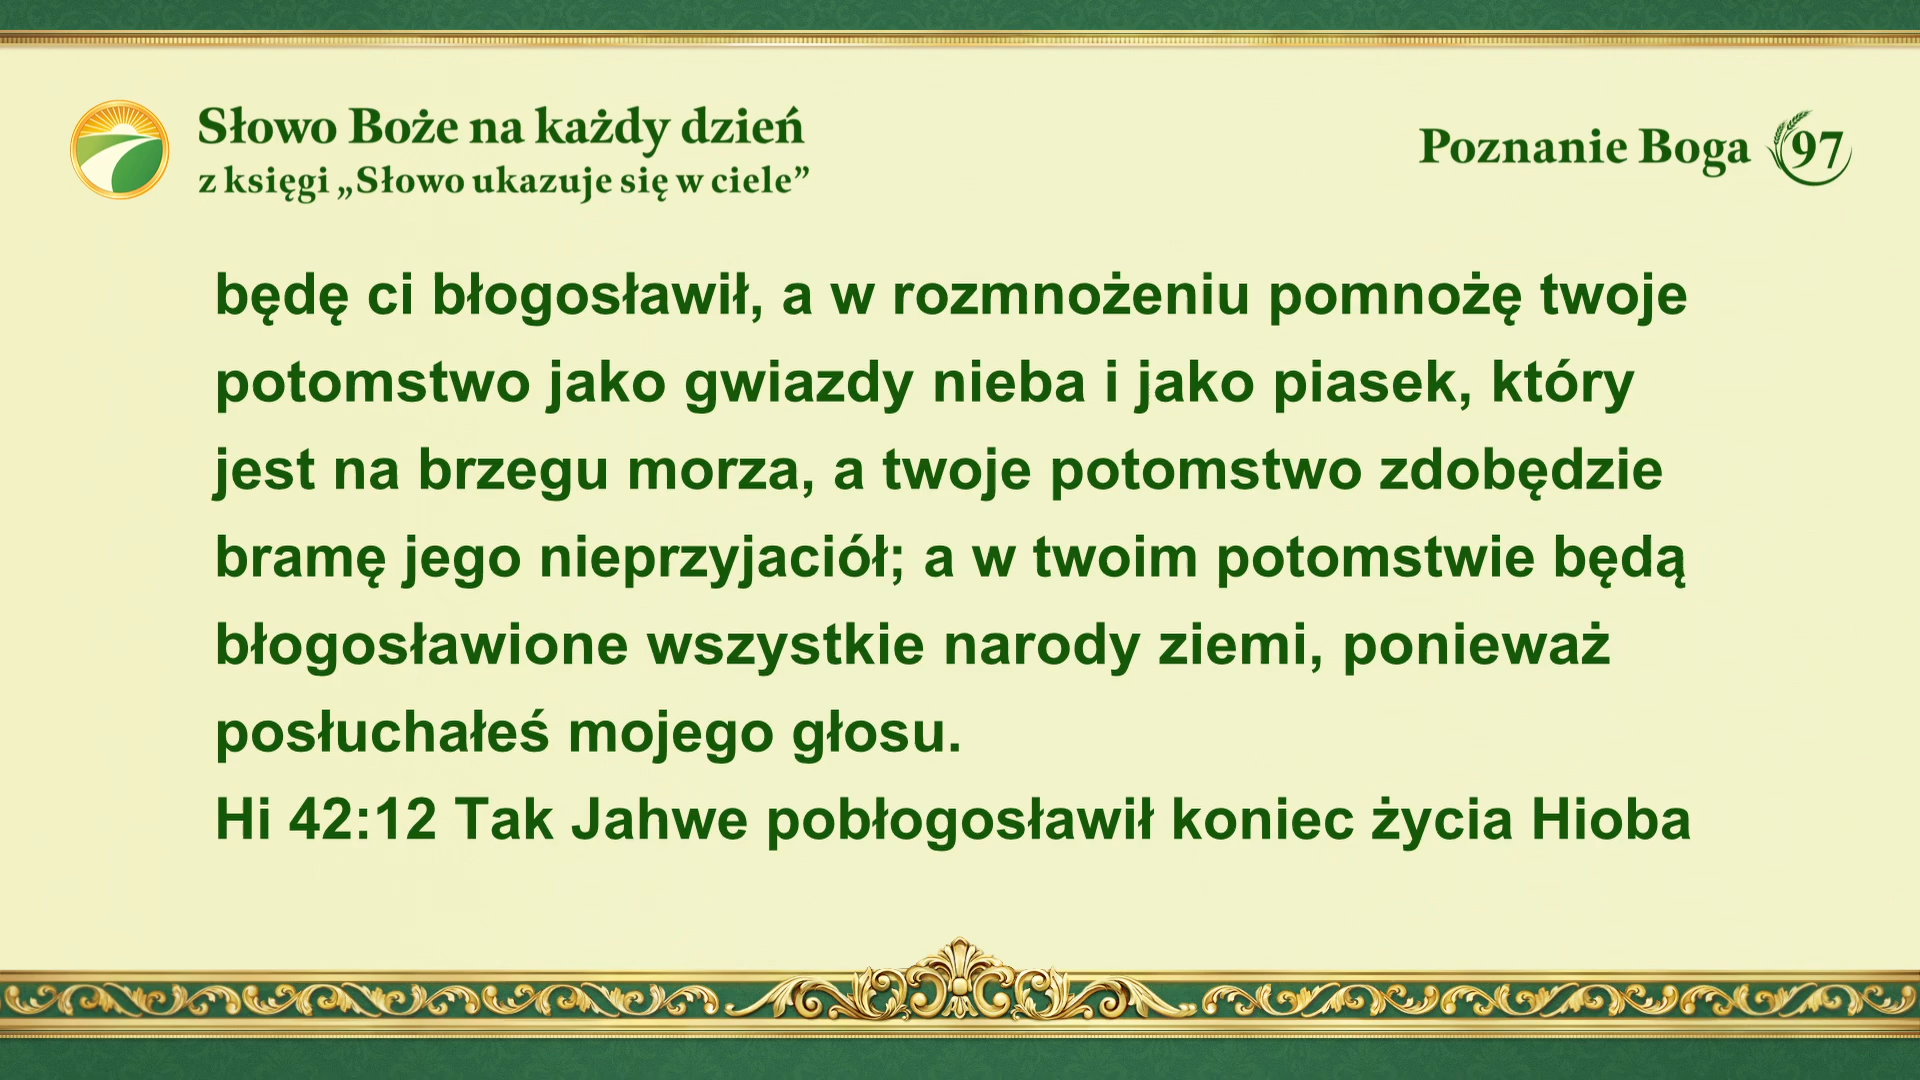 Słowo Boże na każdy dzień
z księgi „Słowo ukazuje się w ciele”
Poznanie Boga 97
będę ci błogosławił, a w rozmnożeniu pomnożę twoje
potomstwo jako gwiazdy nieba i jako piasek, który
jest na brzegu morza, a twoje potomstwo zdobędzie
bramę jego nieprzyjaciół; a w twoim potomstwie będą
błogosławione wszystkie narody ziemi, ponieważ
posłuchałeś mojego głosu.
Hi 42:12 Tak Jahwe pobłogosławił koniec życia Hioba